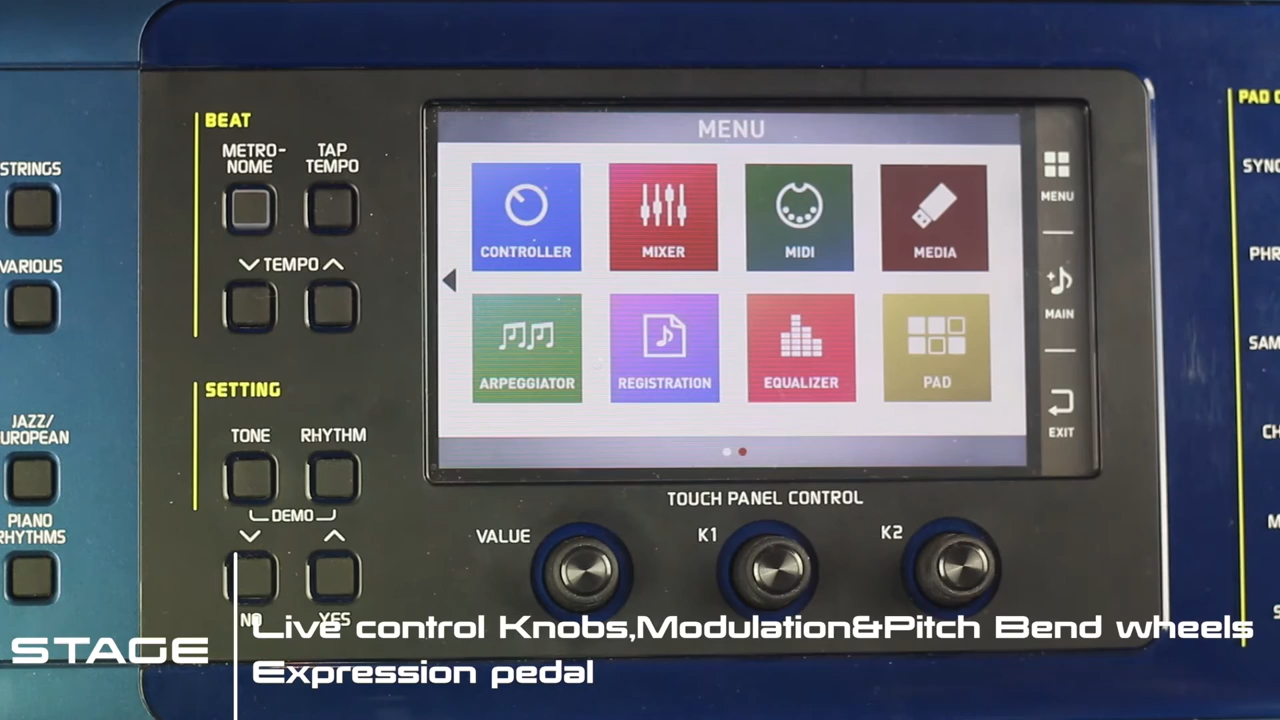 STRINGS
VARIOUS
JAZZ/
UROPEAN
PIANO
RHYTHMS
BEAT
METRO-
NOME
TAP
TEMPO
TEMPO
SETTING
TONE
RHYTHM
DEMO
NO
YES
MENU
CONTROLLER
MIXER
MIDI
MEDIA
ARPEGGIATOR
REGISTRATION
EQUALIZER
PAD
MENU
MAIN
EXIT
TOUCH PANEL CONTROL
VALUE
K1
K2
PAD
SYNC
PHR
SAM
CH
M
S
STAGE
Live control Knobs,Modulation&Pitch Bend wheels
Expression pedal